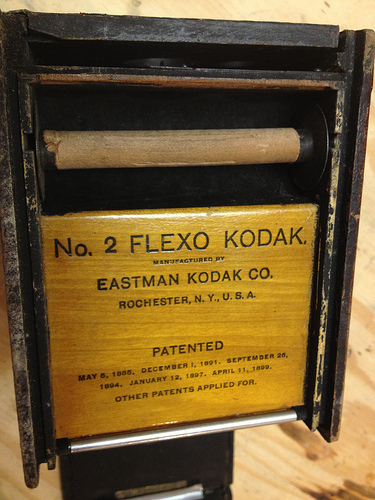 No. 2 FLEXO KODAK.
MANUFACTURED BY
EASTMAN KODAK CO.
ROCHESTER, N.Y., U.S.A.
PATENTED
MAY 5, 1885, DECEMBER 1, 1891, SEPTEMBER 25,
1894, JANUARY 12, 1897, APRIL 11, 1899.
OTHER PATENTS APPLIED FOR.